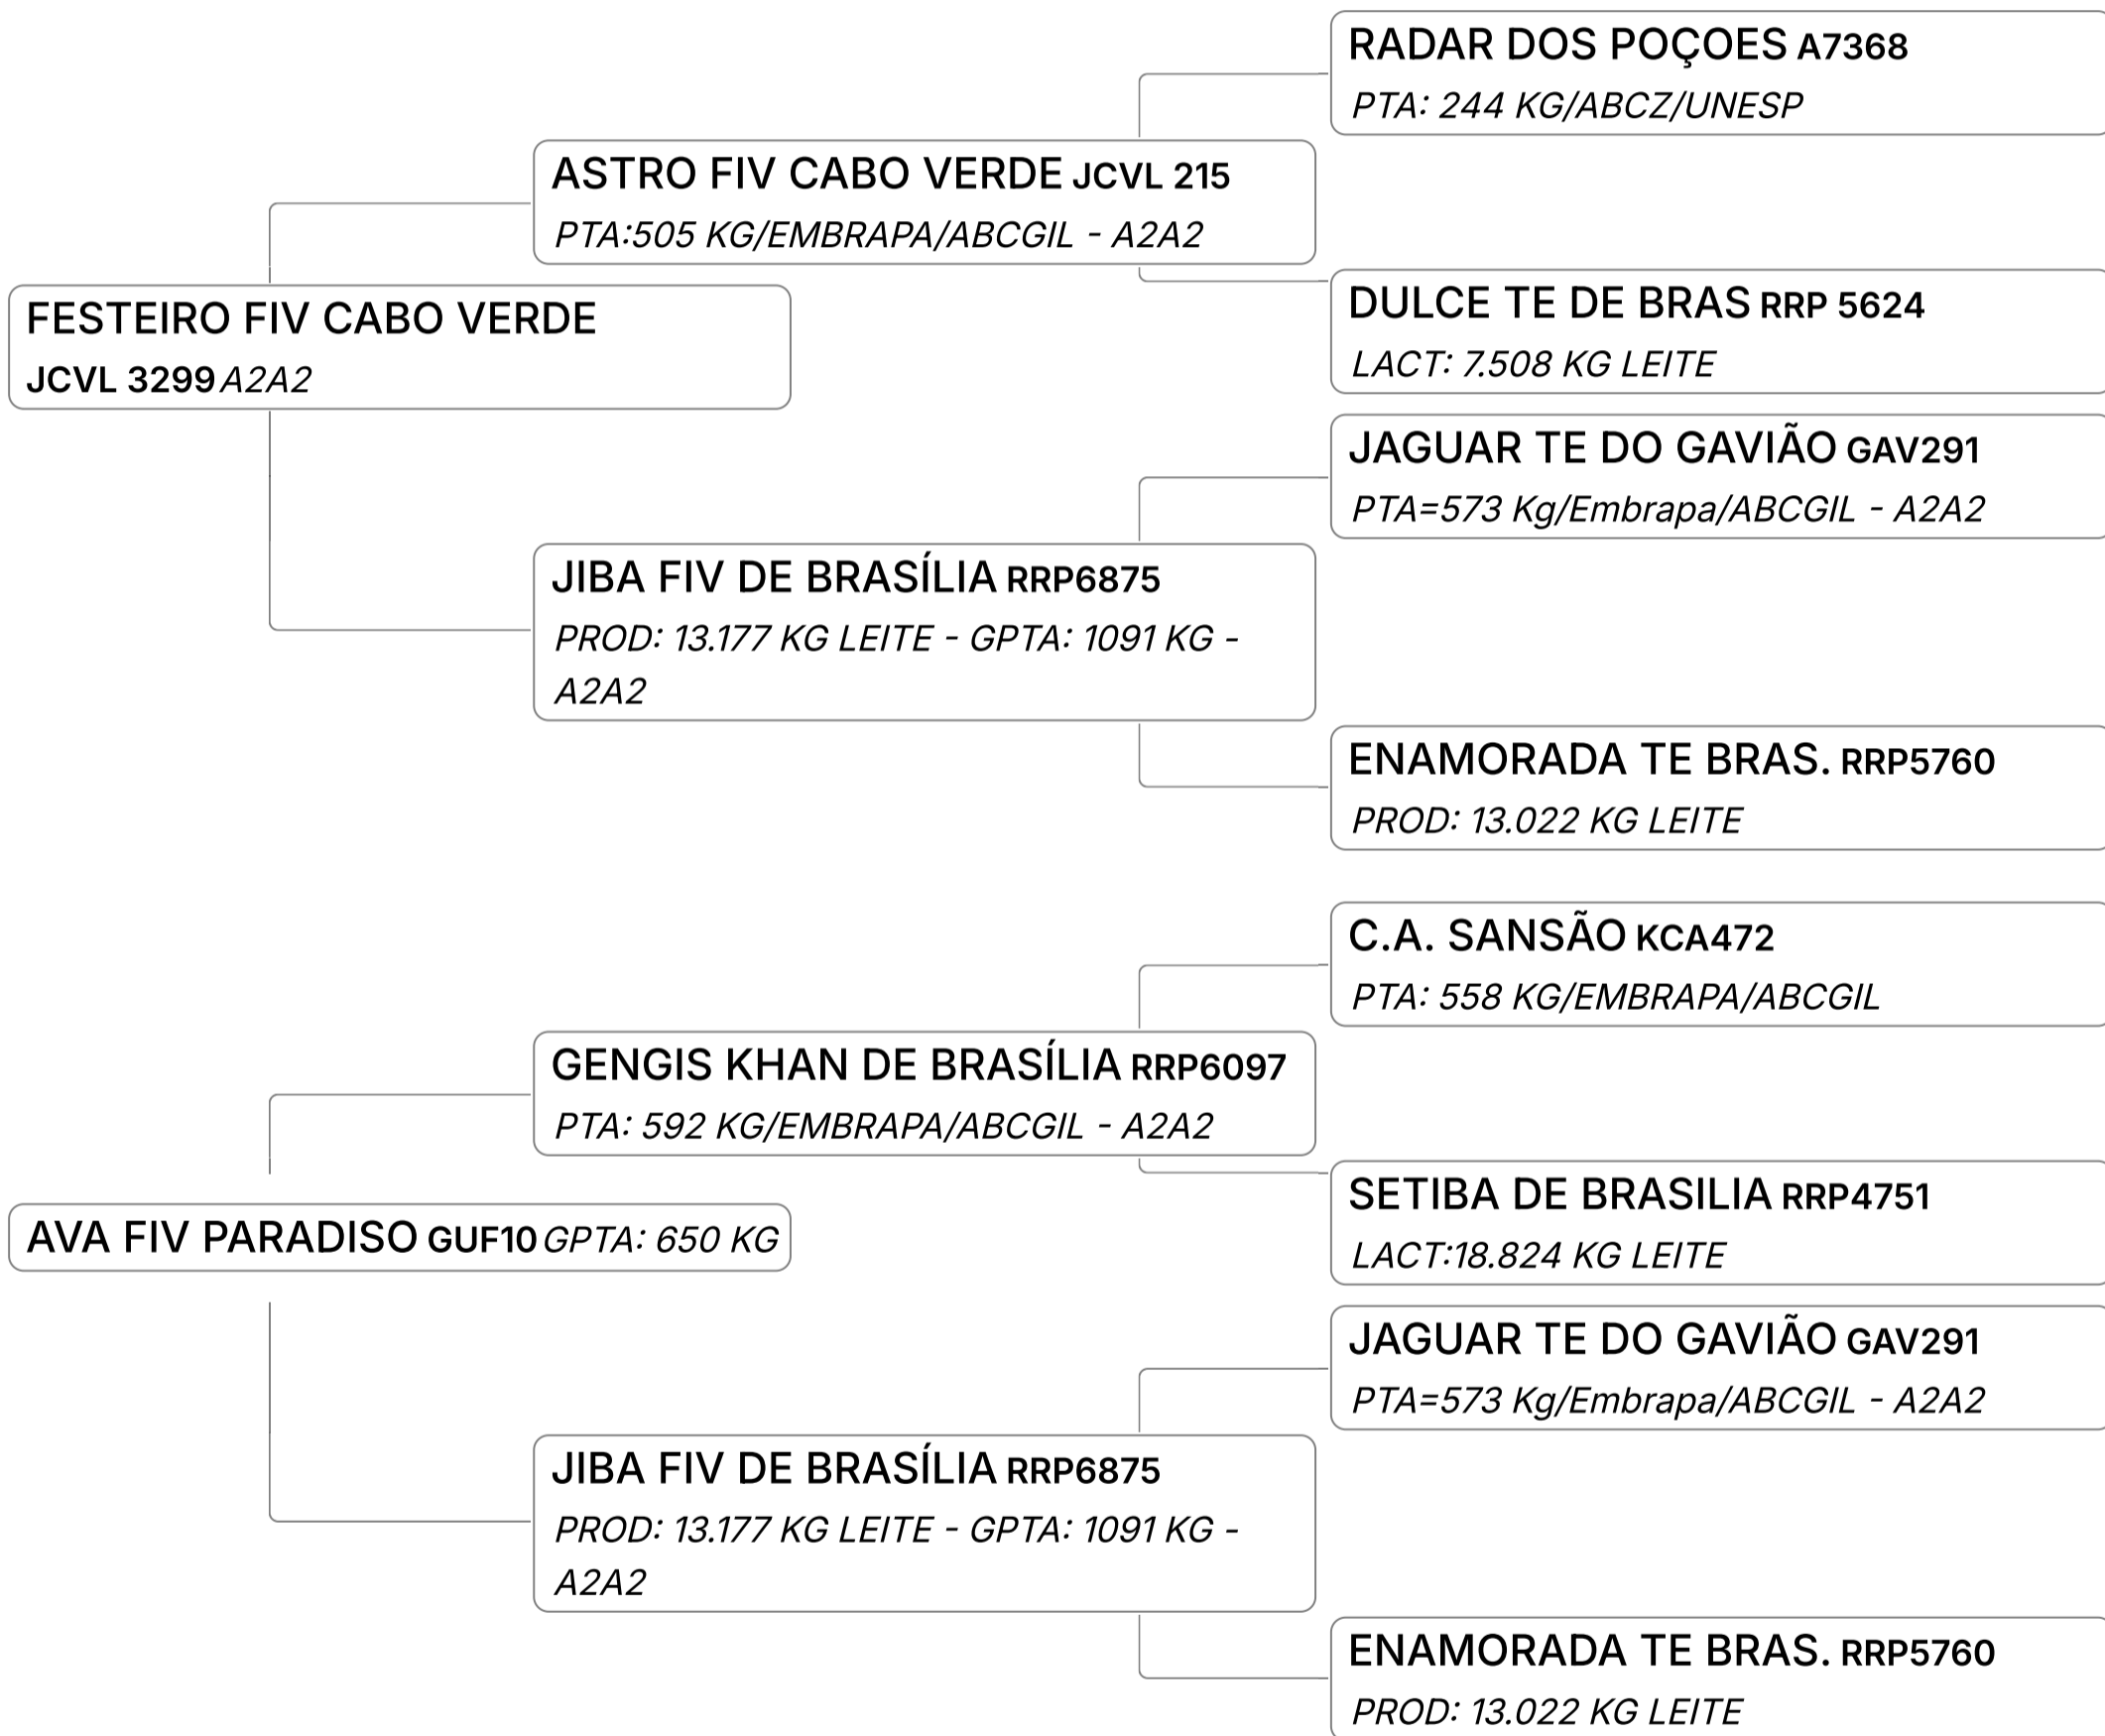 RADAR DOS POÇOES A7368
PTA: 244 KG/ABCZ/UNESP
ASTRO FIV CABO VERDE JCVL 215
PTA:505 KG/EMBRAPA/ABCGIL - A2A2
DULCE TE DE BRAS RRP 5624
LACT: 7.508 KG LEITE
FESTEIRO FIV CABO VERDE
JCVL 3299 A2A2
JAGUAR TE DO GAVIÃO GAV291
PTA=573 Kg/Embrapa/ABCGIL - A2A2
JIBA FIV DE BRASÍLIA RRP6875
PROD: 13.177 KG LEITE - GPTA: 1091 KG -
A2A2
ENAMORADA TE BRAS. RRP5760
PROD: 13.022 KG LEITE
C.A. SANSÃO KCA472
PTA: 558 KG/EMBRAPA/ABCGIL
GENGIS KHAN DE BRASÍLIA RRP6097
PTA: 592 KG/EMBRAPA/ABCGIL - A2A2
SETIBA DE BRASILIA RRP4751
LACT:18.824 KG LEITE
AVA FIV PARADISO GUF10 GPTA: 650 KG
JAGUAR TE DO GAVIÃO GAV291
PTA=573 Kg/Embrapa/ABCGIL - A2A2
JIBA FIV DE BRASÍLIA RRP6875
PROD: 13.177 KG LEITE - GPTA: 1091 KG -
A2A2
ENAMORADA TE BRAS. RRP5760
PROD: 13.022 KG LEITE